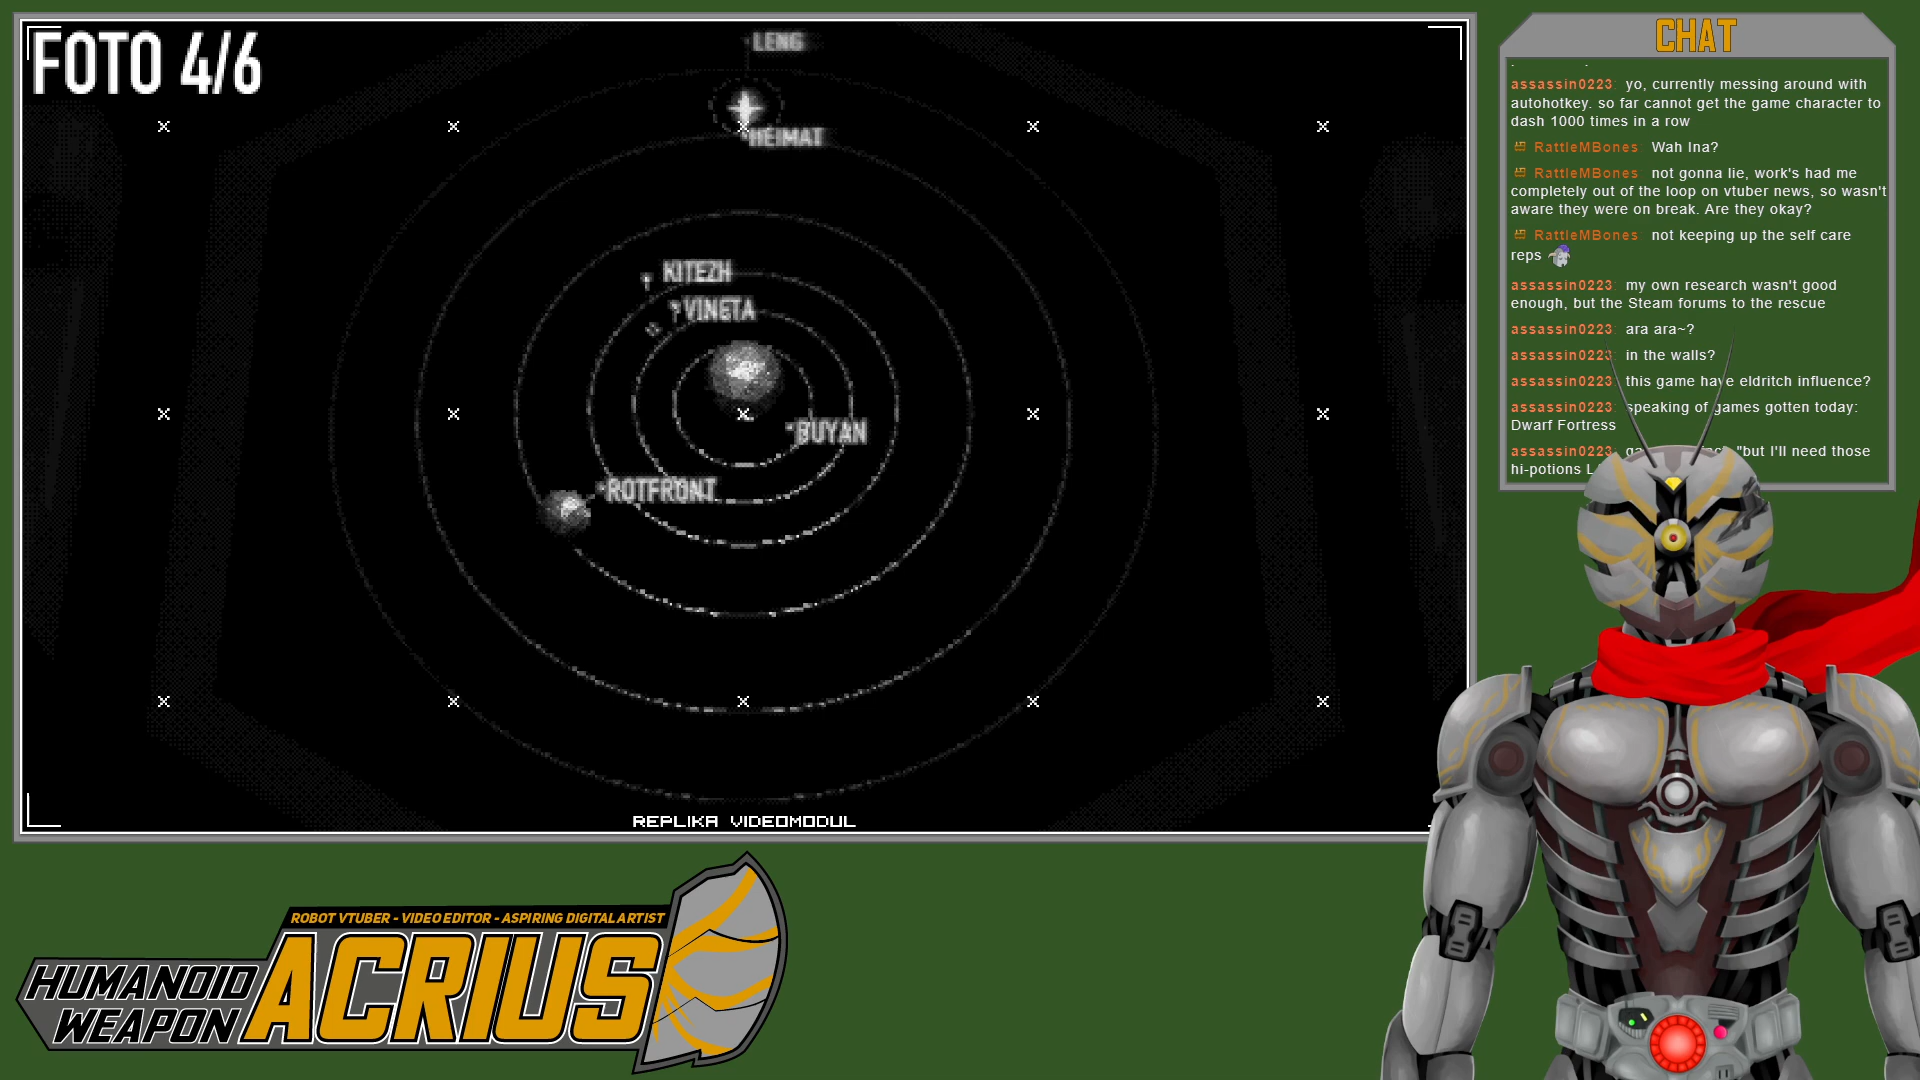 FOTO 4/6
LENG
HEIMAT
KITEZH
VINETA
BUYAN
ROTFRONT
REPLIKA VIDEOMODUL
CHAT
assassin0223: yo, currently messing around with
autohotkey. so far cannot get the game character to
dash 1000 times in a row
RattleMBones: Wah Ina?
RattleMBones: not gonna lie, work's had me
completely out of the loop on vtuber news, so wasn't
aware they were on break. Are they okay?
RattleMBones: not keeping up the self care
reps
assassin0223: my own research wasn't good
enough, but the Steam forums to the rescue
assassin0223: ara ara~?
assassin0223: in the walls?
assassin0223: this game have eldritch influence?
assassin0223: speaking of games gotten today:
Dwarf Fortress
assassin0223: "but I'll need those
hi-potions
ROBOT VTUBER - VIDEO EDITOR - ASPIRING DIGITAL ARTIST
HUMANOID
WEAPON
ACRIUS